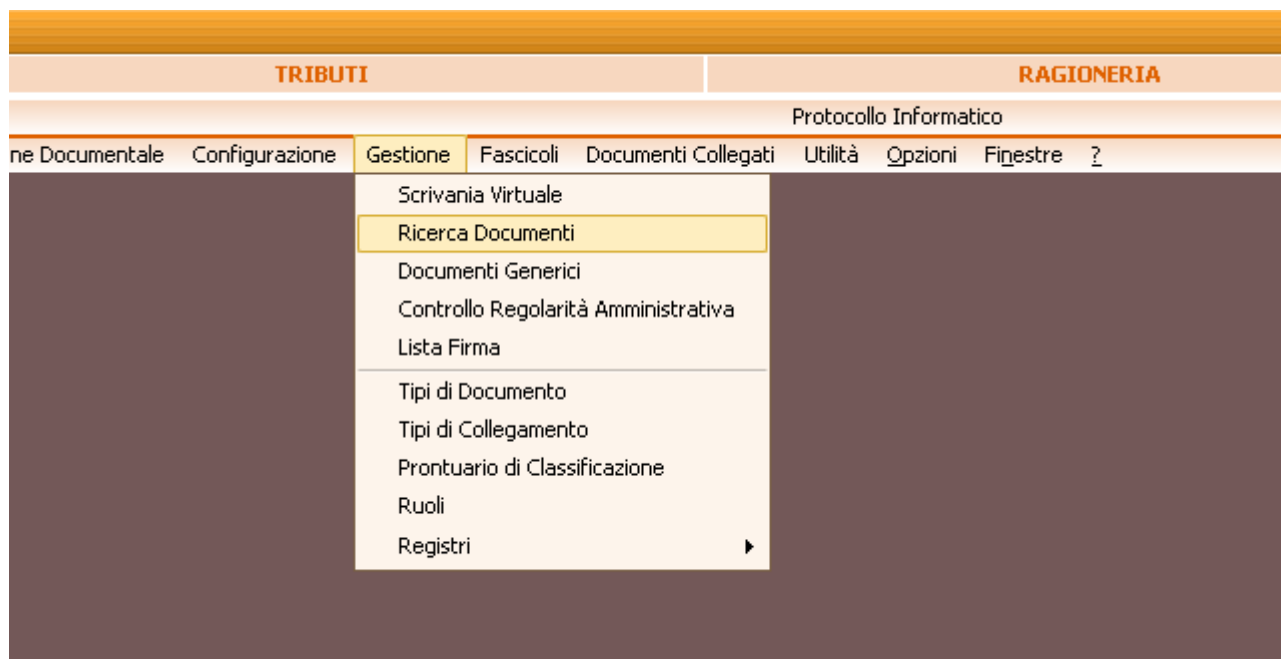 TRIBUTI RAGIONERIA
Protocollo Informatico
ne Documentale Configurazione Gestione Fascicoli Documenti Collegati Utilità Opzioni Finestre ?
Scrivania Virtuale
Ricerca Documenti
Documenti Generici
Controllo Regolarità Amministrativa
Lista Firma
Tipi di Documento
Tipi di Collegamento
Prontuario di Classificazione
Ruoli
Registri